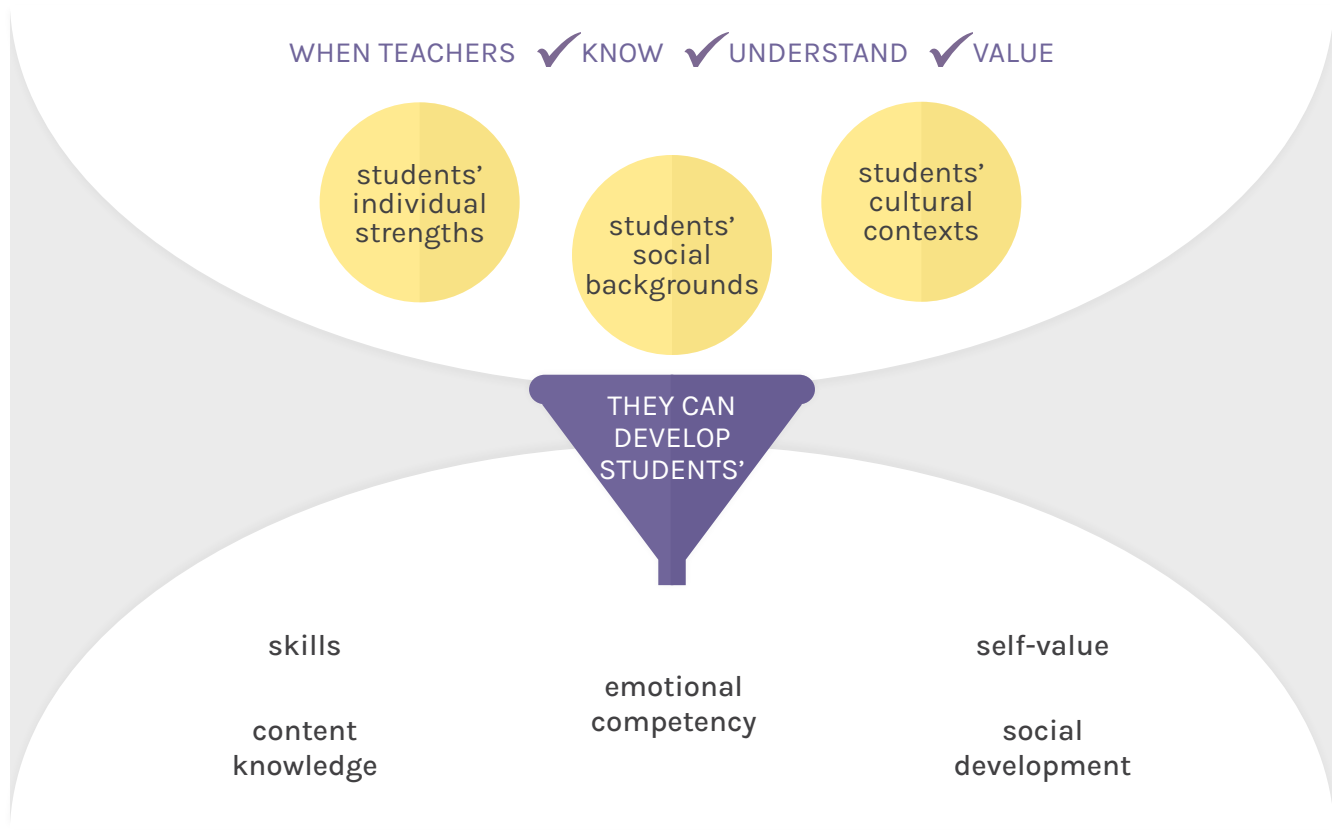 WHEN TEACHERS ✓ KNOW ✓ UNDERSTAND ✓ VALUE
students’
individual
strengths
students’
social
backgrounds
students’
cultural
contexts
THEY CAN
DEVELOP
STUDENTS’
skills
content
knowledge
emotional
competency
self-value
social
development